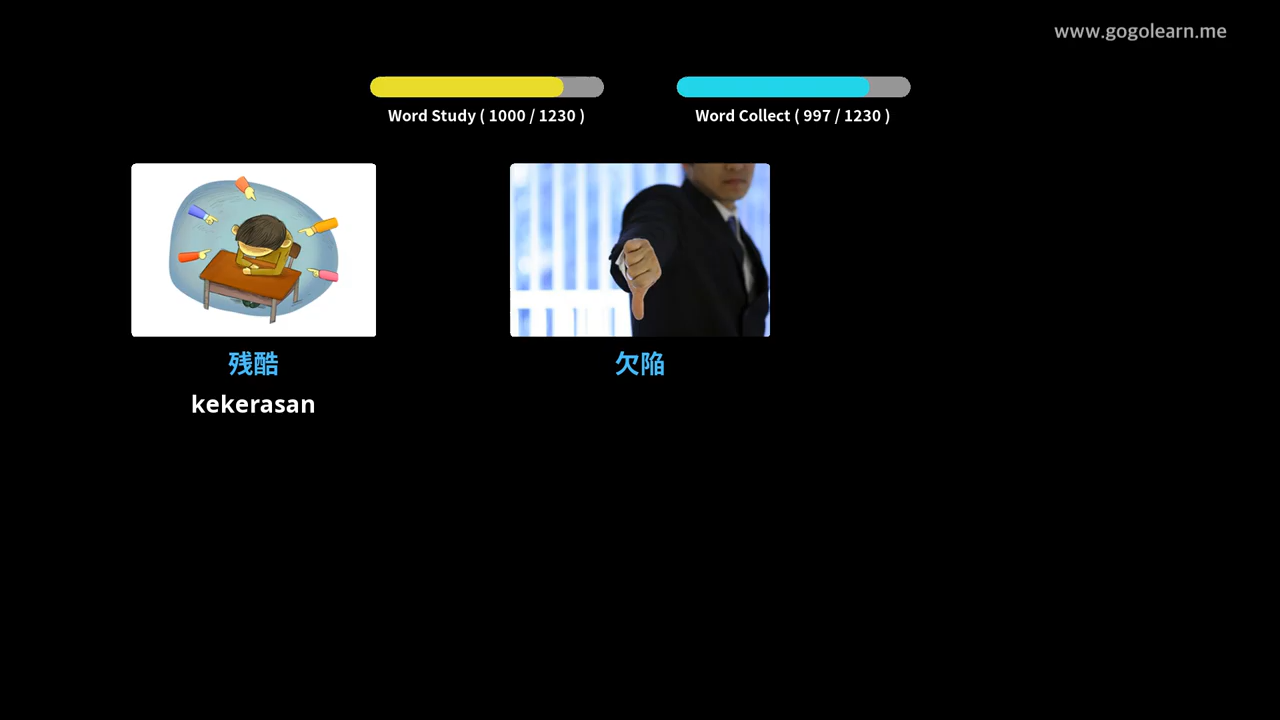 www.gogolearn.me
Word Study ( 1000 / 1230 )
Word Collect ( 997 / 1230 )
残酷
欠陥
kekerasan